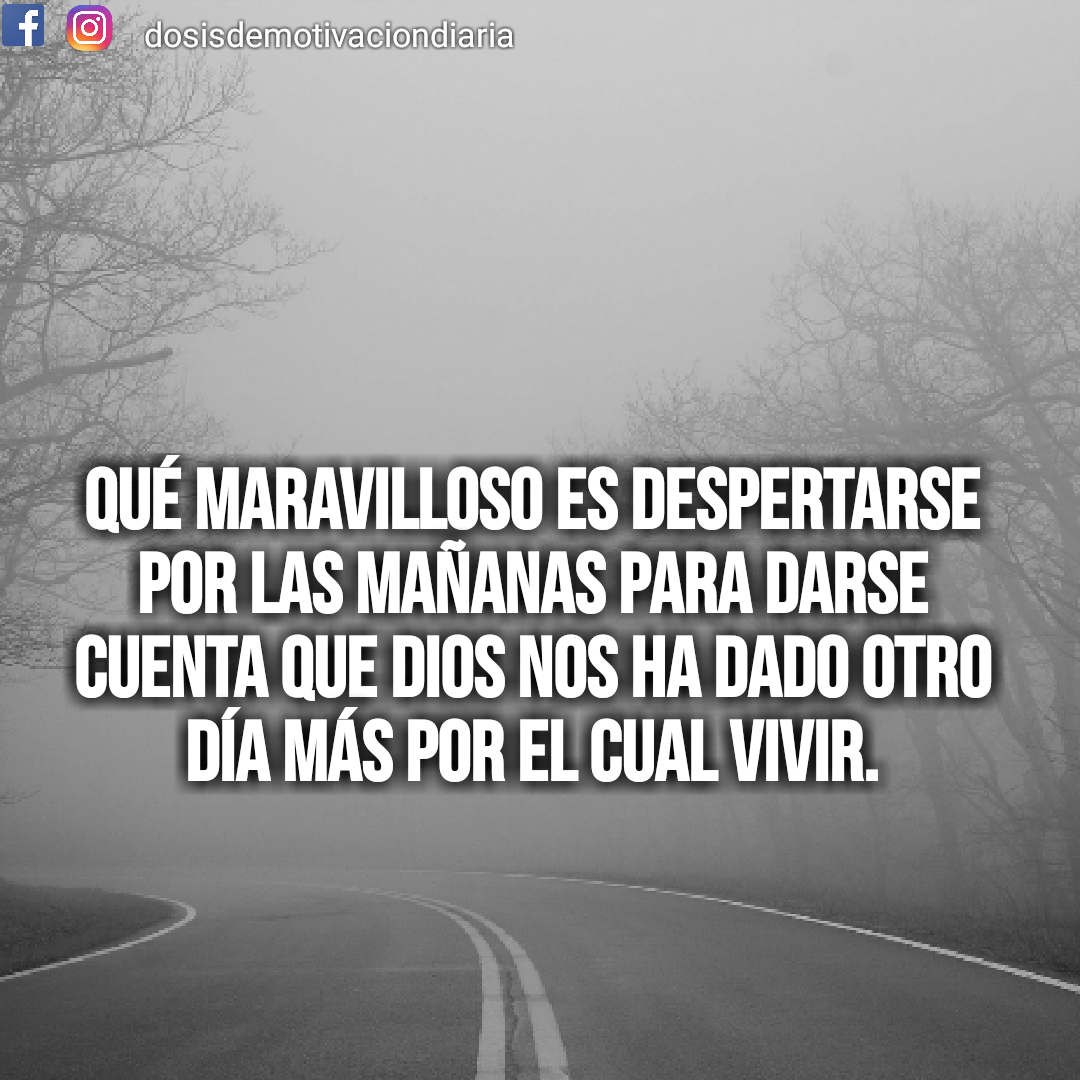 dosisdemotivaciondiaria
QUÉ MARAVILLOSO ES DESPERTARSE
POR LAS MAÑANAS PARA DARSE
CUENTA QUE DIOS NOS HA DADO OTRO
DÍA MÁS POR EL CUAL VIVIR.